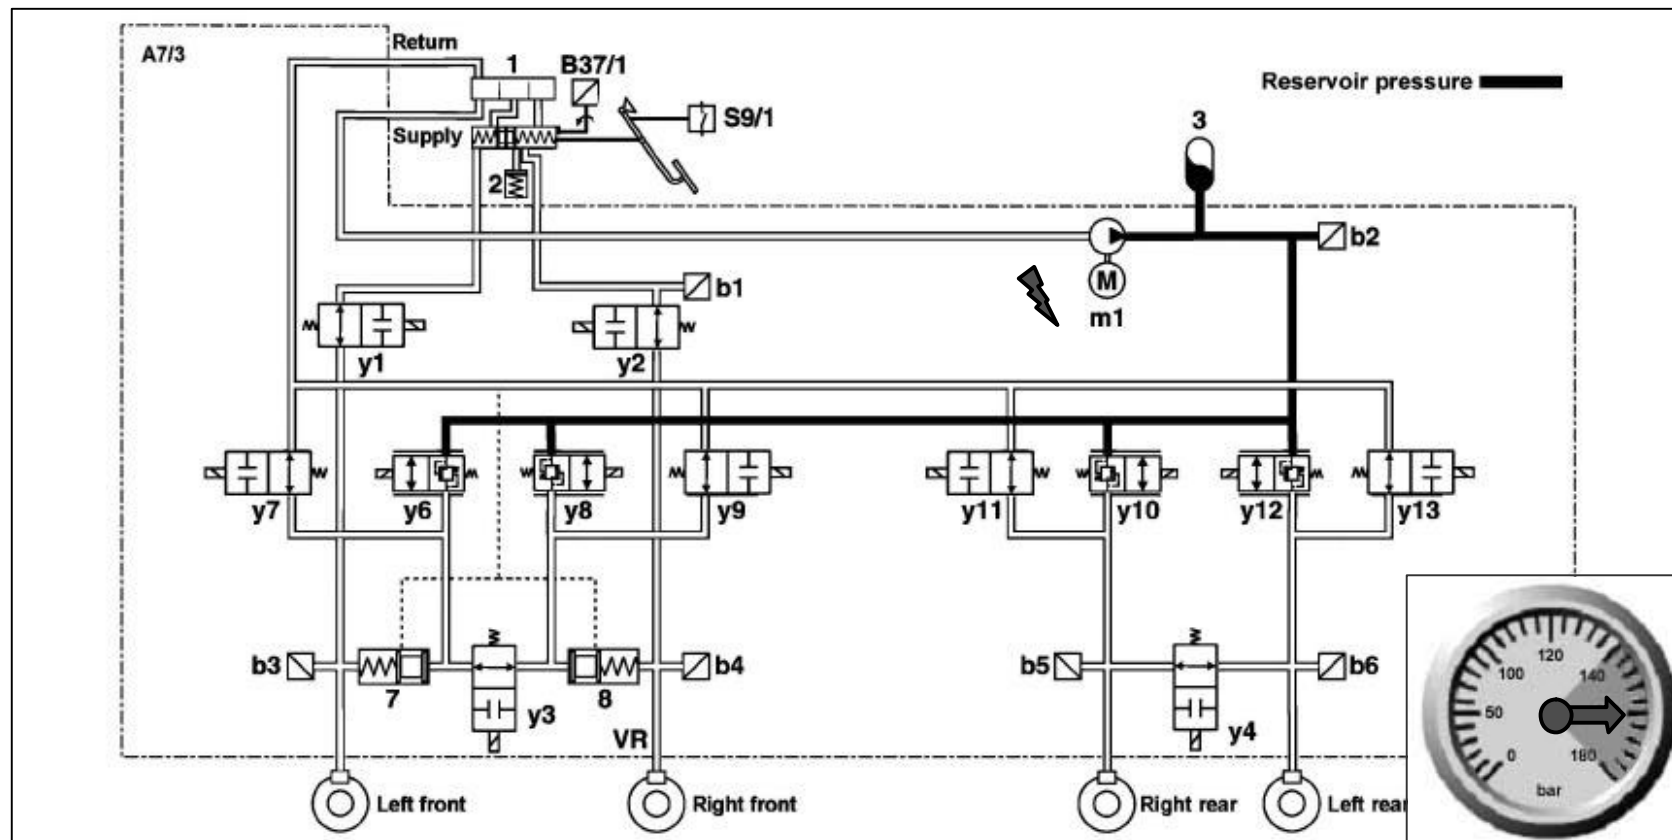 A7/3
Return
1
B37/1
Reservoir pressure
S9/1
3
Supply
2
b2
b1
M
m1
y1
y2
y7
y6
y8
y9
y11
y10
y12
y13
b3
b4
b5
b6
7
8
y3
y4
VR
Left front
Right front
Right rear
Left rear
120
100
140
50
0
180
bar